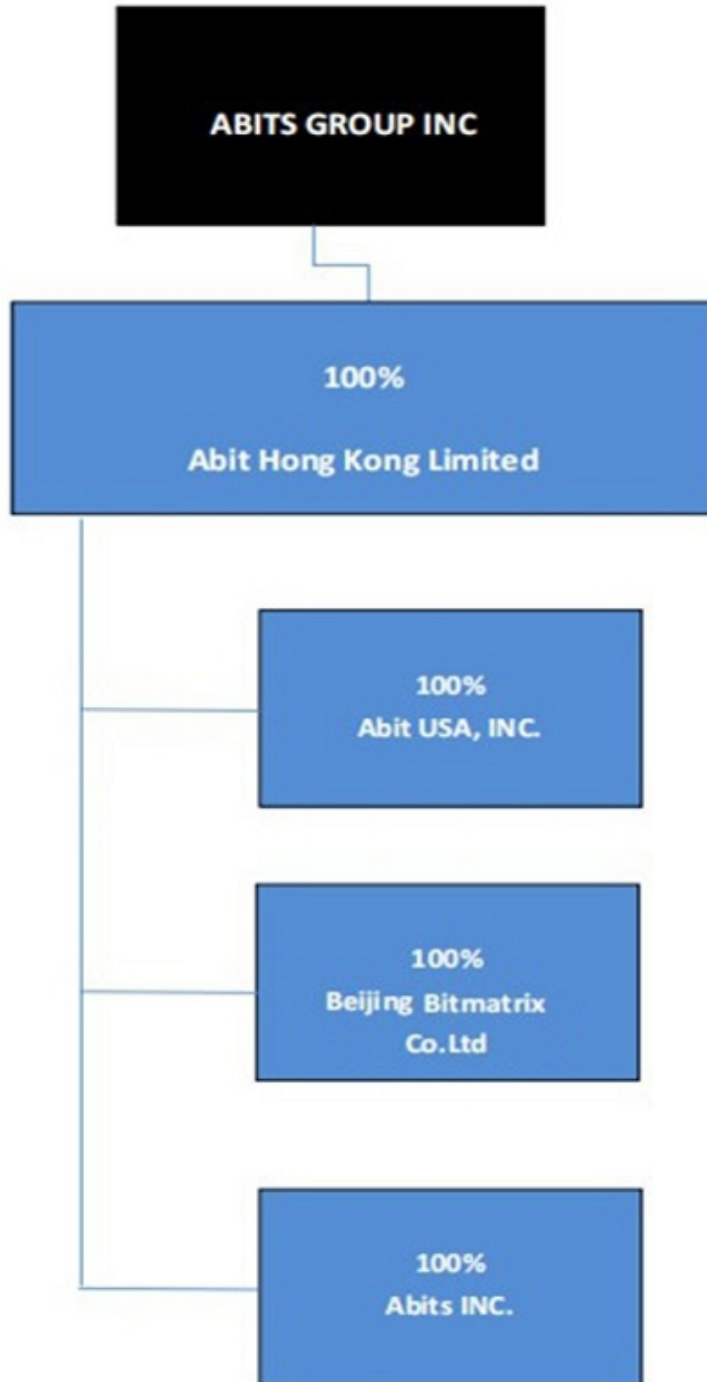 ABITS GROUP INC
100%
Abit Hong Kong Limited
100%
Abit USA, INC.
100%
Beijing Bitmatrix
Co.Ltd
100%
Abits INC.